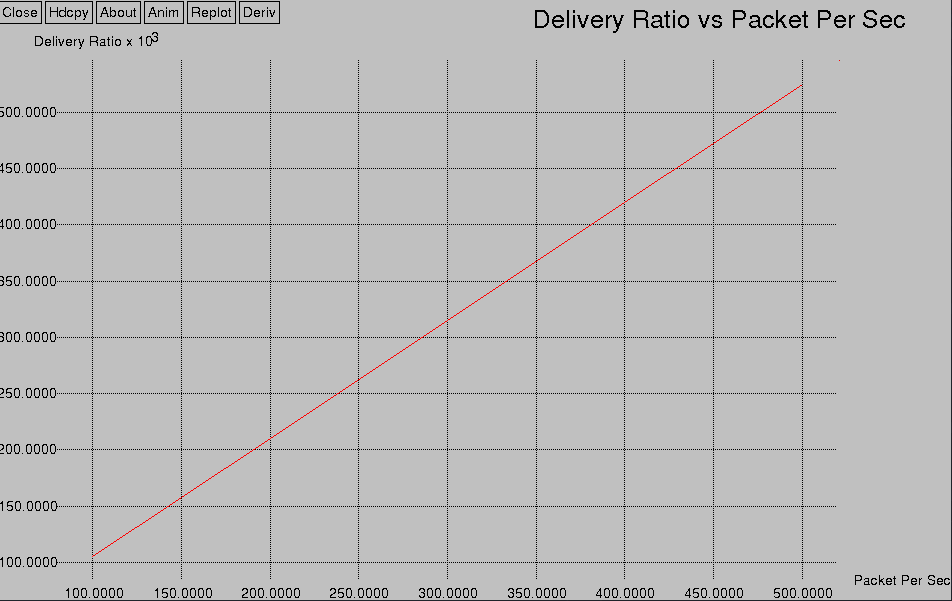 Close Hdcpy About Anim Replot Deriv
Delivery Ratio vs Packet Per Sec
Delivery Ratio x 10³
500.0000
450.0000
400.0000
350.0000
300.0000
250.0000
200.0000
150.0000
100.0000
Packet Per Sec
100.0000 150.0000 200.0000 250.0000 300.0000 350.0000 400.0000 450.0000 500.0000